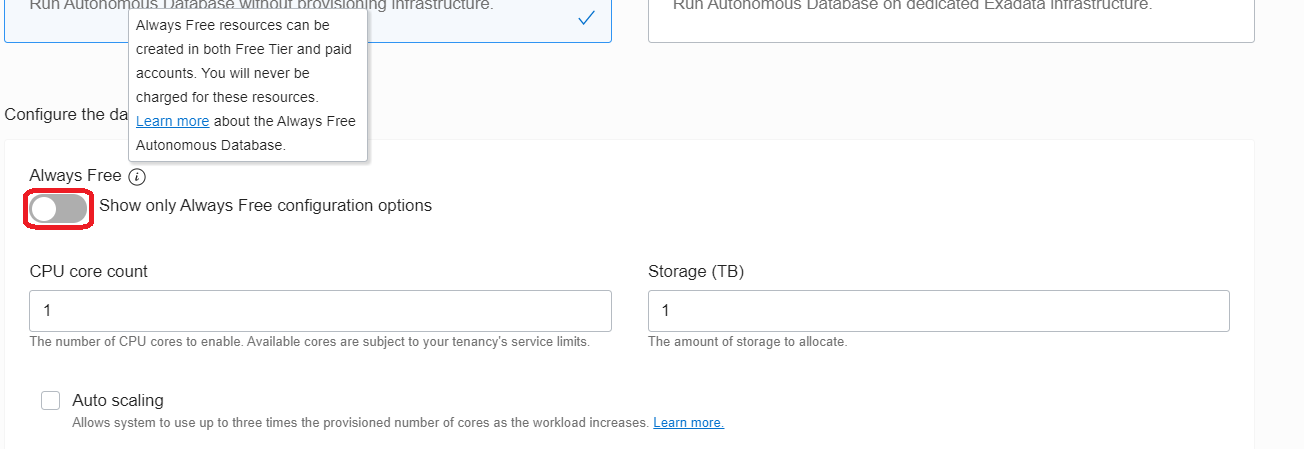 Run Autonomous Database without provisioning infrastructure.
Run Autonomous Database on dedicated Exadata infrastructure.
Always Free resources can be
created in both Free Tier and paid
accounts. You will never be
charged for these resources.
Learn more about the Always Free
Autonomous Database.
Configure the da
Always Free
Show only Always Free configuration options
CPU core count
Storage (TB)
1
1
The number of CPU cores to enable. Available cores are subject to your tenancy's service limits.
The amount of storage to allocate.
Auto scaling
Allows system to use up to three times the provisioned number of cores as the workload increases. Learn more.